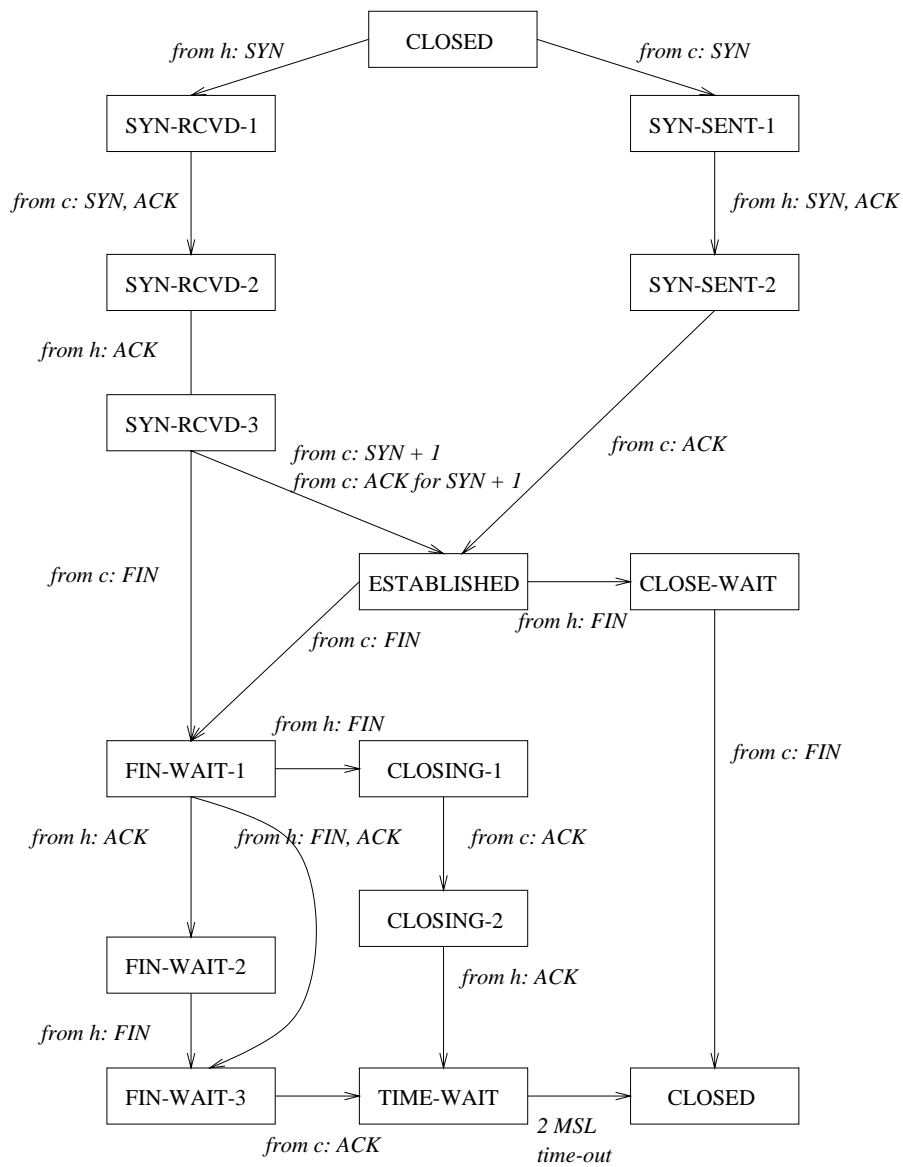 CLOSED
from h: SYN
from c: SYN
SYN-RCVD-1
SYN-SENT-1
from c: SYN, ACK
from h: SYN, ACK
SYN-RCVD-2
SYN-SENT-2
from h: ACK
SYN-RCVD-3
from c: SYN + 1
from c: ACK for SYN + 1
from c: ACK
from c: FIN
ESTABLISHED
CLOSE-WAIT
from h: FIN
from c: FIN
from h: FIN
from c: FIN
FIN-WAIT-1
CLOSING-1
from h: ACK
from h: FIN, ACK
from c: ACK
CLOSING-2
FIN-WAIT-2
from h: ACK
from h: FIN
FIN-WAIT-3
TIME-WAIT
CLOSED
from c: ACK
2 MSL
time-out